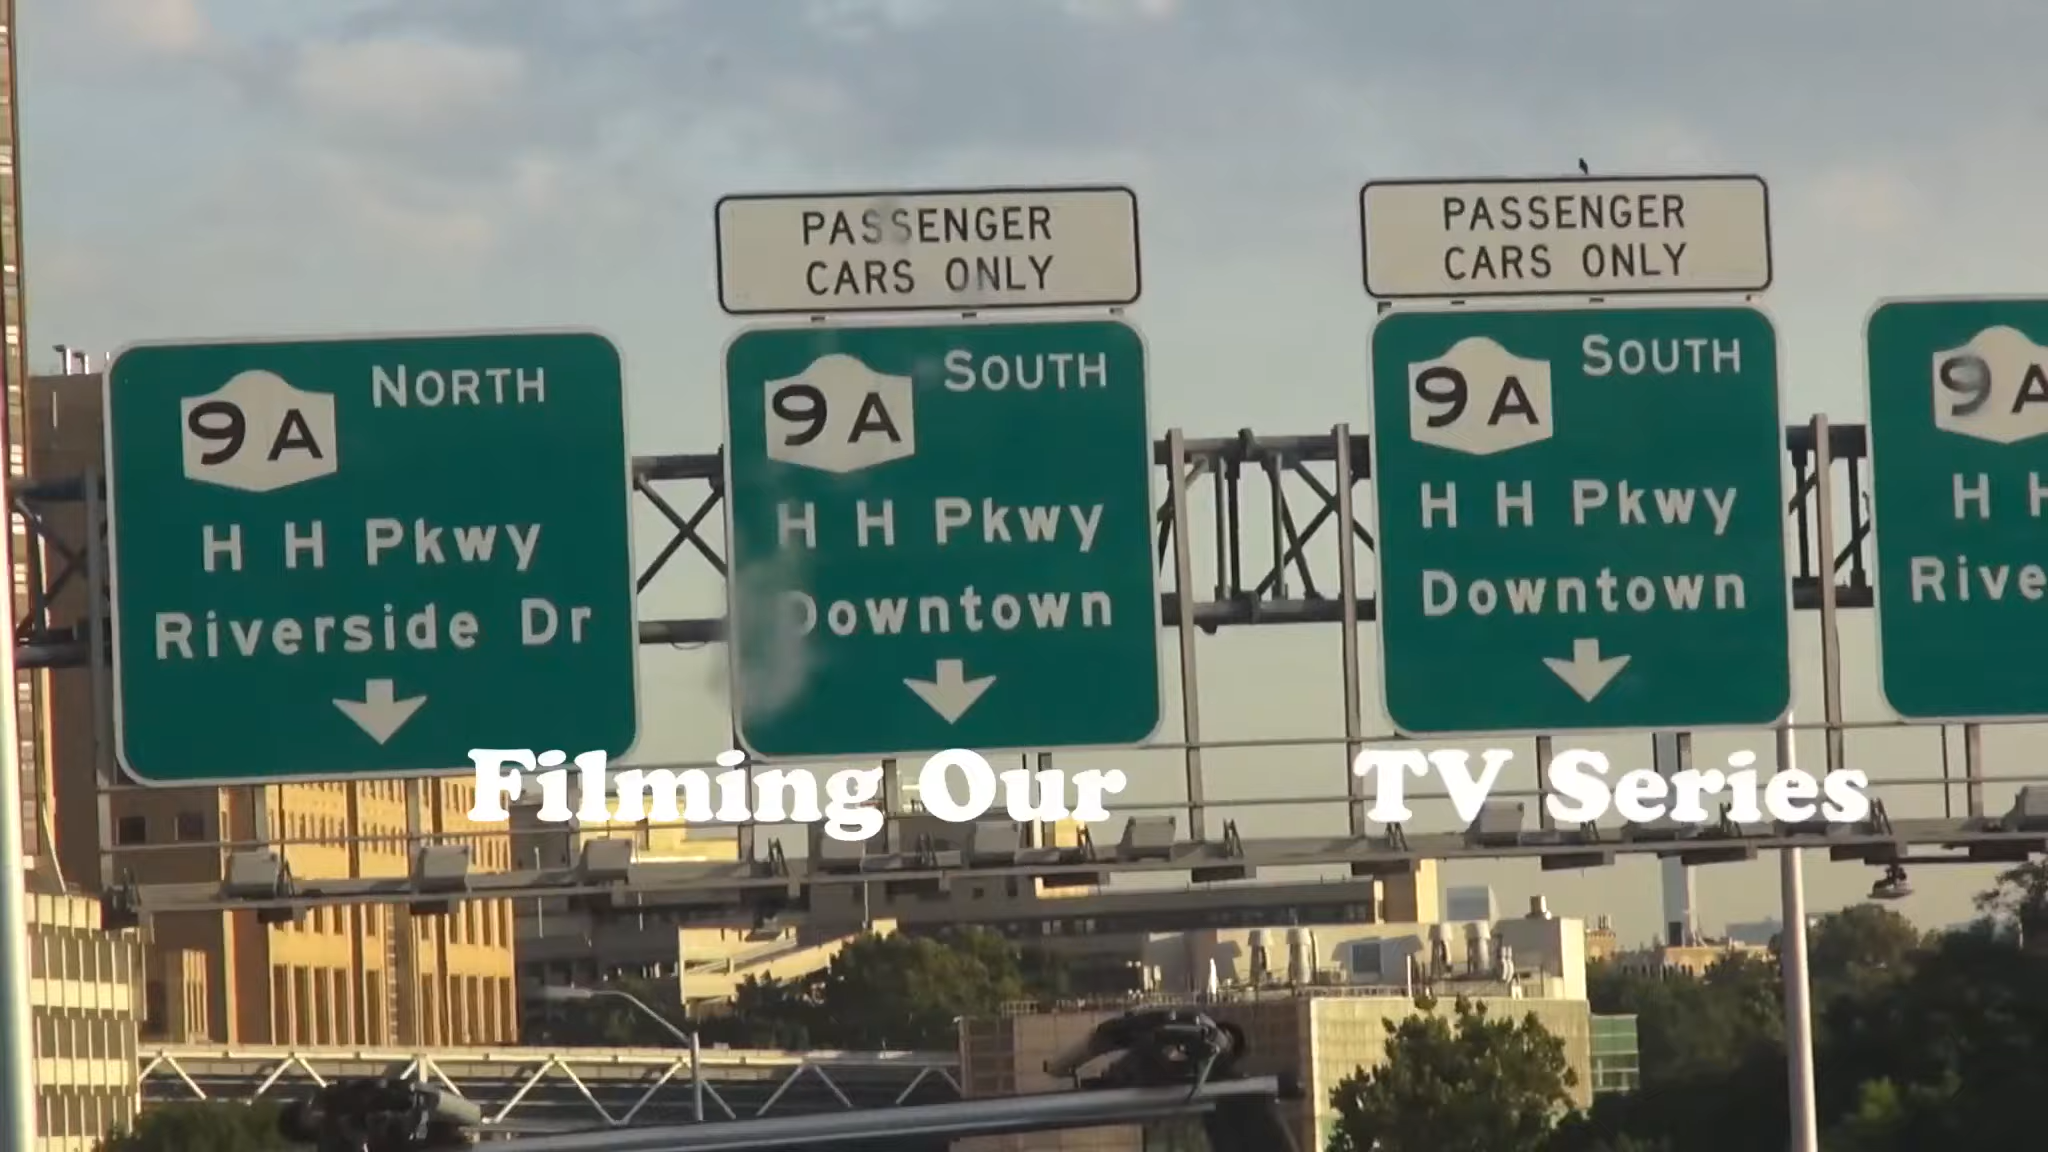 9A NORTH
H H Pkwy
Riverside Dr
PASSENGER
CARS ONLY
9A SOUTH
H H Pkwy
Downtown
PASSENGER
CARS ONLY
9A SOUTH
H H Pkwy
Downtown
9A
H H
Filming Our TV Series